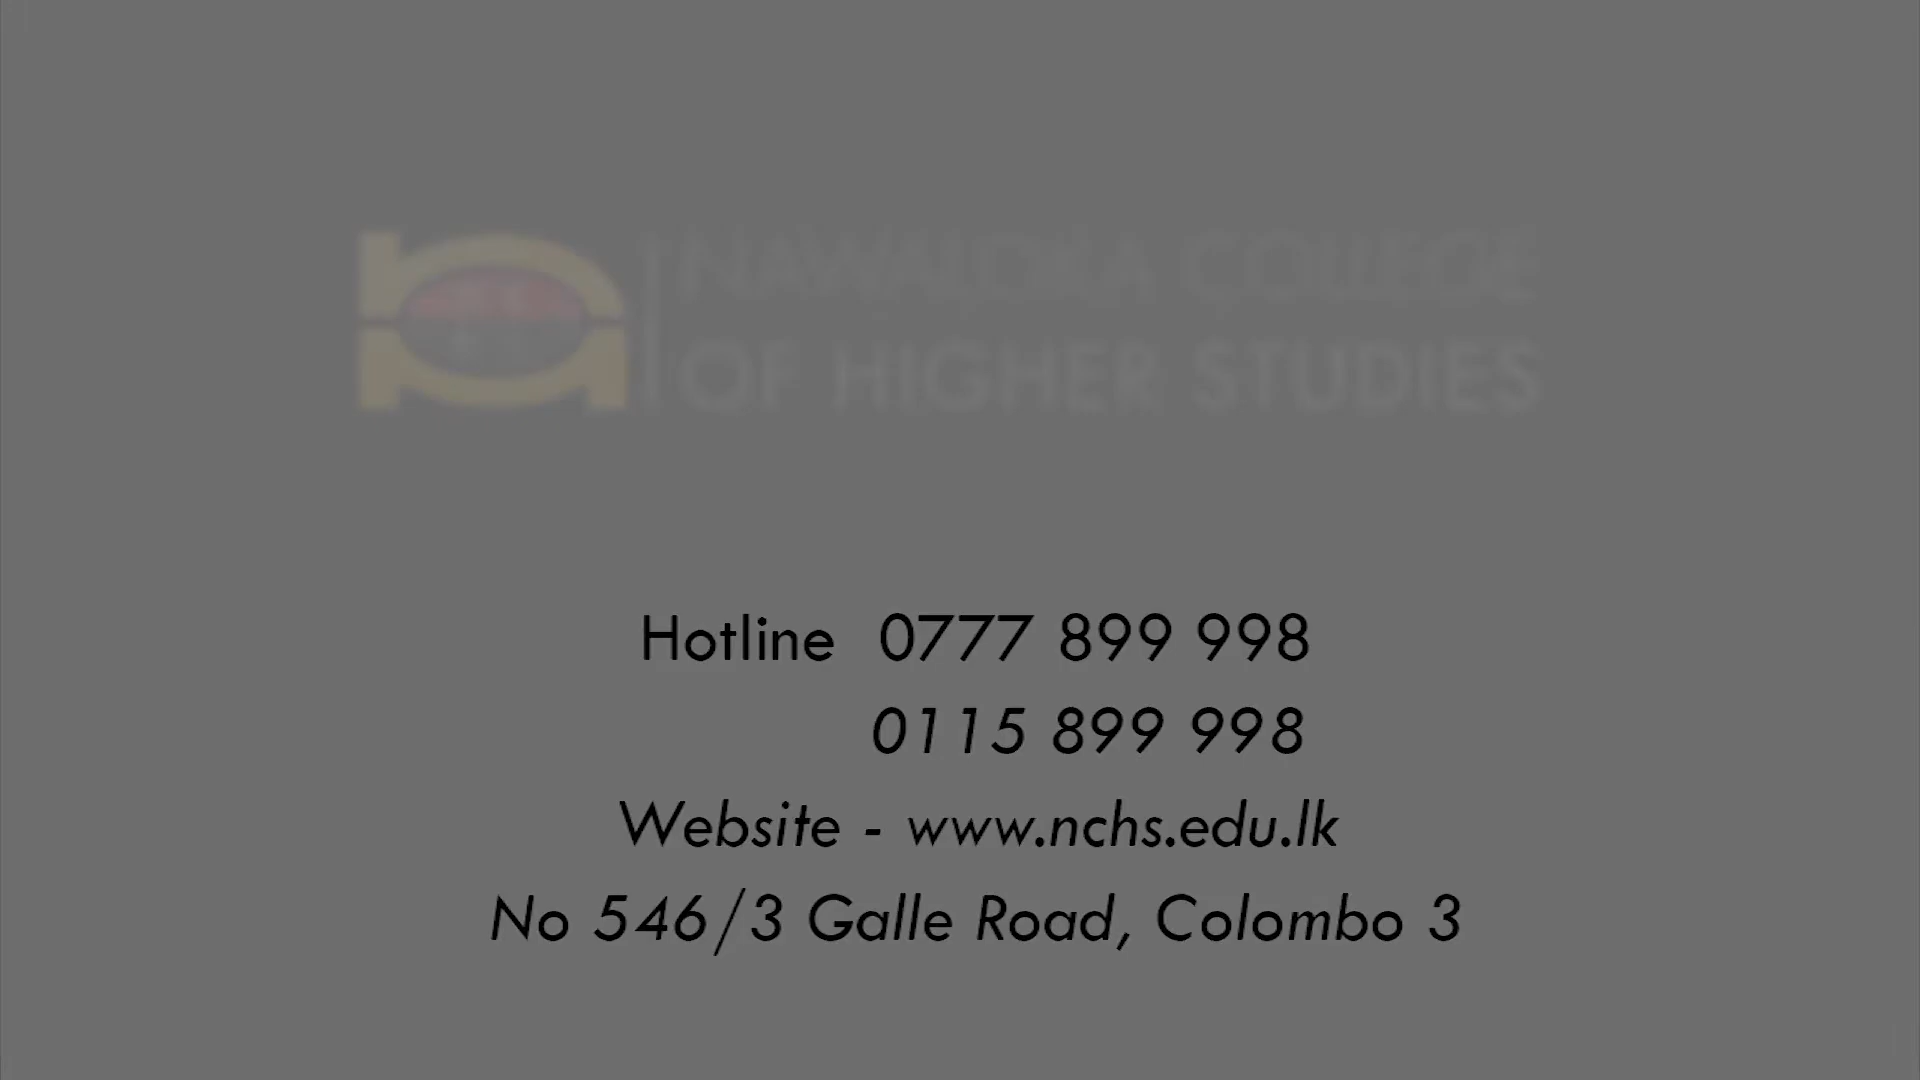 NAWALOKA COLLEGE
OF HIGHER STUDIES
Hotline 0777 899 998
0115 899 998
Website - www.nchs.edu.lk
No 546/3 Galle Road, Colombo 3